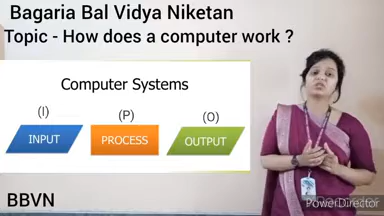 Bagaria Bal Vidya Niketan
Topic - How does a computer work ?
Computer Systems
(I) (P) (O)
INPUT PROCESS OUTPUT
BBVN
PowerDirector